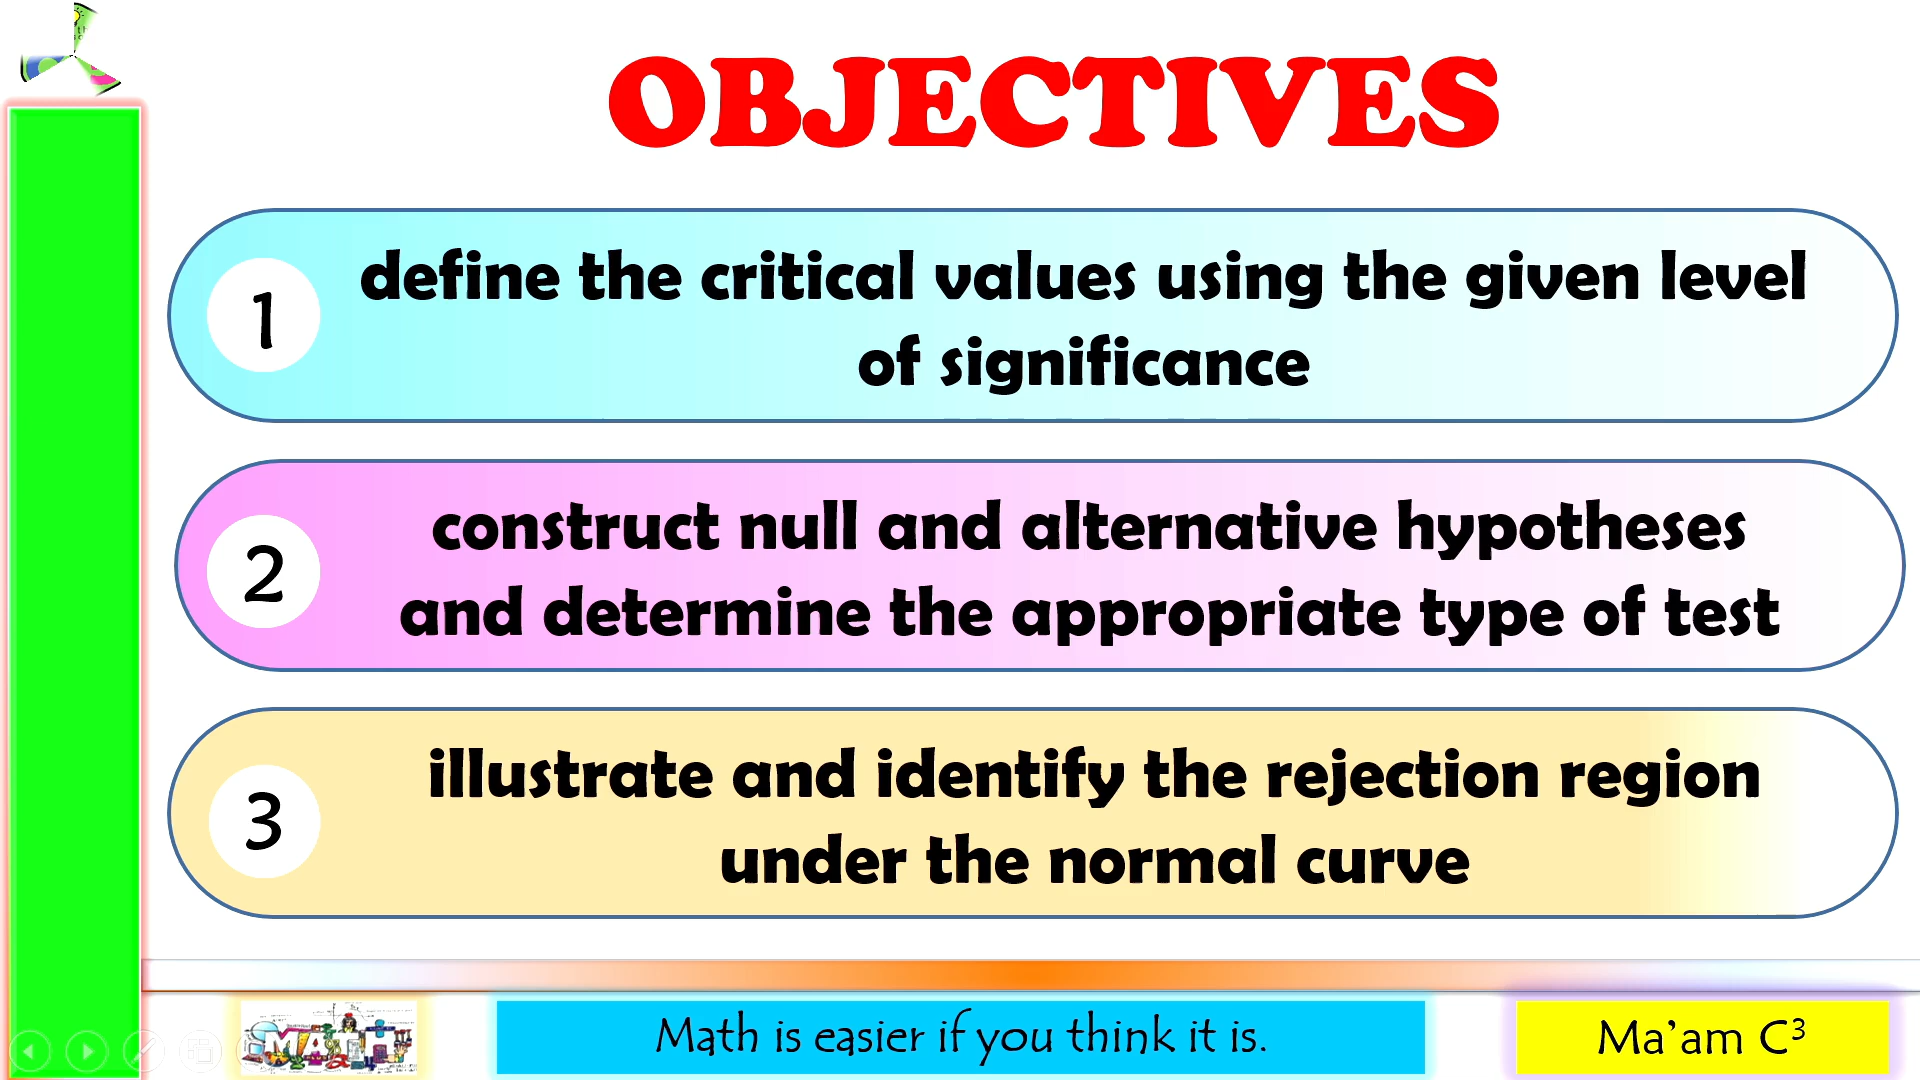 OBJECTIVES
1
define the critical values using the given level
of significance
2
construct null and alternative hypotheses
and determine the appropriate type of test
3
illustrate and identify the rejection region
under the normal curve
MATH
Math is easier if you think it is.
Ma'am C³